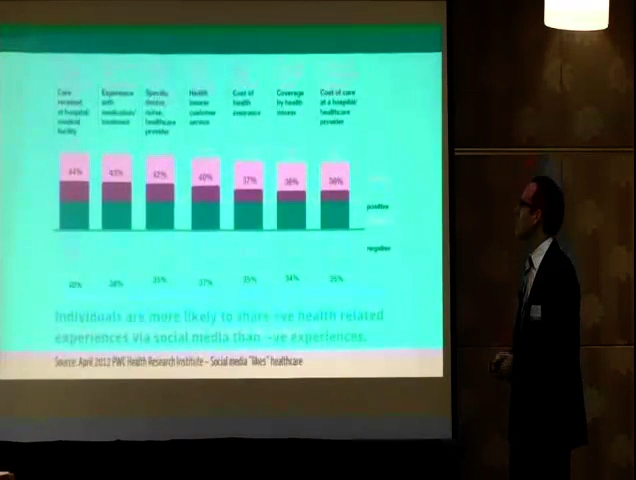 Care
received
at hospital/
medical
facility
Experience
with
medication/
treatment
Specific
doctor,
nurse,
healthcare
provider
Health
insurer
customer
service
Cost of
health
insurance
Coverage
by health
insurer
Cost of care
at a hospital/
healthcare
provider
44% 43% 42% 40% 37% 36% 36%
positive
negative
40% 38% 35% 37% 35% 34% 35%
Individuals are more likely to share +ve health related
experiences via social media than -ve experiences.
Source: April 2012 PWC Health Research Institute – Social media "likes" healthcare